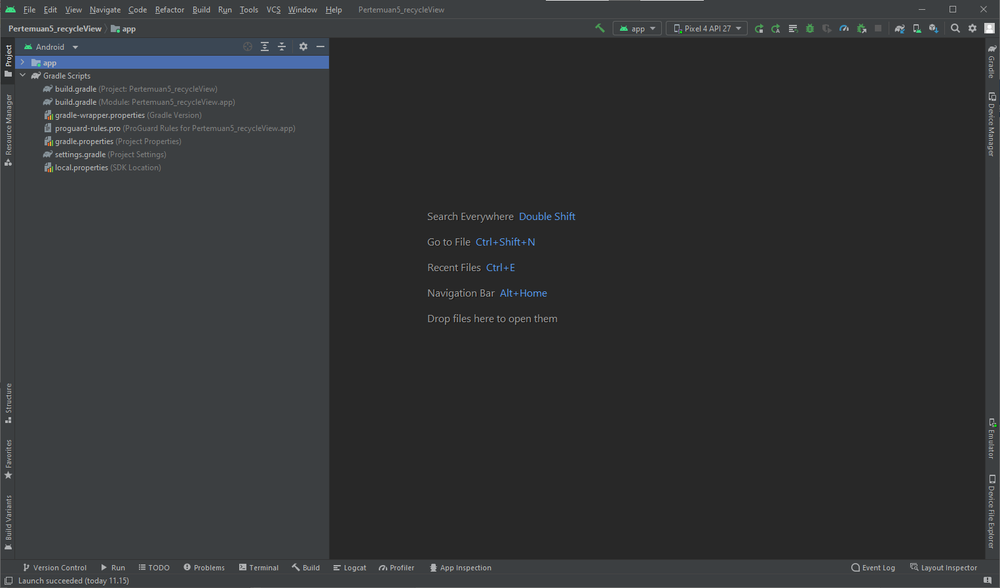 File Edit View Navigate Code Refactor Build Run Tools VCS Window Help Pertemuan5_recycleView
Pertemuan5_recycleView app
app
Pixel 4 API 27
Android
app
Gradle Scripts
build.gradle (Project: Pertemuan5_recycleView)
build.gradle (Module: Pertemuan5_recycleView.app)
gradle-wrapper.properties (Gradle Version)
proguard-rules.pro (ProGuard Rules for Pertemuan5_recycleView.app)
gradle.properties (Project Properties)
settings.gradle (Project Settings)
local.properties (SDK Location)
Project
Resource Manager
Structure
Favorites
Build Variants
Search Everywhere Double Shift
Go to File Ctrl+Shift+N
Recent Files Ctrl+E
Navigation Bar Alt+Home
Drop files here to open them
Gradle
Device Manager
Emulator
Device File Explorer
Version Control Run TODO Problems Terminal Build Logcat Profiler App Inspection Event Log Layout Inspector
Launch succeeded (today 11.15)